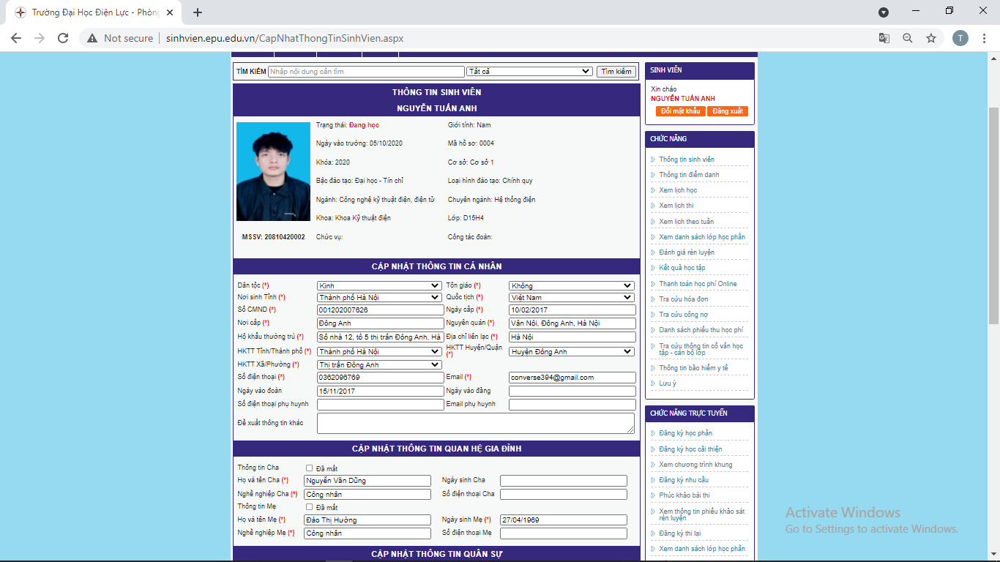 Trường Đại Học Điện Lực - Phòng
Not secure | sinhvien.epu.edu.vn/CapNhatThongTinSinhVien.aspx
T
TÌM KIẾM Nhập nội dung cần tìm Tất cả Tìm kiếm
THÔNG TIN SINH VIÊN
NGUYỄN TUẤN ANH
Trạng thái: Đang học Giới tính: Nam
Ngày vào trường: 05/10/2020 Mã hồ sơ: 0004
Khóa: 2020 Cơ sở: Cơ sở 1
Bậc đào tạo: Đại học - Tín chỉ Loại hình đào tạo: Chính quy
Ngành: Công nghệ kỹ thuật điện, điện tử Chuyên ngành: Hệ thống điện
Khoa: Khoa Kỹ thuật điện Lớp: D15H4
MSSV: 20810420002 Chức vụ: Công tác đoàn:
CẬP NHẬT THÔNG TIN CÁ NHÂN
Dân tộc (*) Kinh Tôn giáo (*) Không
Nơi sinh Tỉnh (*) Thành phố Hà Nội Quốc tịch (*) Việt Nam
Số CMND (*) 001202007626 Ngày cấp (*) 10/02/2017
Nơi cấp (*) Đông Anh Nguyên quán (*) Vân Nội, Đông Anh, Hà Nội
Hộ khẩu thường trú (*) Số nhà 12, tổ 5 thị trấn Đông Anh, Hà Địa chỉ liên lạc (*) Hà Nội
HKTT Tỉnh/Thành phố (*) Thành phố Hà Nội HKTT Huyện/Quận (*) Huyện Đông Anh
HKTT Xã/Phường (*) Thị trấn Đông Anh
Số điện thoại (*) 0362096769 Email (*) converse394@gmail.com
Ngày vào đoàn 15/11/2017 Ngày vào đảng
Số điện thoại phụ huynh Email phụ huynh
Đề xuất thông tin khác
CẬP NHẬT THÔNG TIN QUAN HỆ GIA ĐÌNH
Thông tin Cha Đã mất
Họ và tên Cha (*) Nguyễn Văn Dũng Ngày sinh Cha
Nghề nghiệp Cha (*) Công nhân Số điện thoại Cha
Thông tin Mẹ Đã mất
Họ và tên Mẹ (*) Đào Thị Hường Ngày sinh Mẹ (*) 27/04/1969
Nghề nghiệp Mẹ (*) Công nhân Số điện thoại Mẹ
CẬP NHẬT THÔNG TIN QUÂN SỰ
SINH VIÊN
Xin chào
NGUYỄN TUẤN ANH
Đổi mật khẩu Đăng xuất
CHỨC NĂNG
Thông tin sinh viên
Thông tin điểm danh
Xem lịch học
Xem lịch thi
Xem lịch theo tuần
Xem danh sách lớp học phần
Đánh giá rèn luyện
Kết quả học tập
Thanh toán học phí Online
Tra cứu hóa đơn
Tra cứu công nợ
Danh sách phiếu thu học phí
Tra cứu thông tin cố vấn học
tập - cán bộ lớp
Thông tin bảo hiểm y tế
Lưu ý
CHỨC NĂNG TRỰC TUYẾN
Đăng ký học phần
Đăng ký học cải thiện
Xem chương trình khung
Đăng ký nhu cầu
Phúc khảo bài thi
Xem thông tin phiếu khảo sát
rèn luyện
Đăng ký thi lại
Xem danh sách lớp học phần
Activate Windows
Go to Settings to activate Windows.